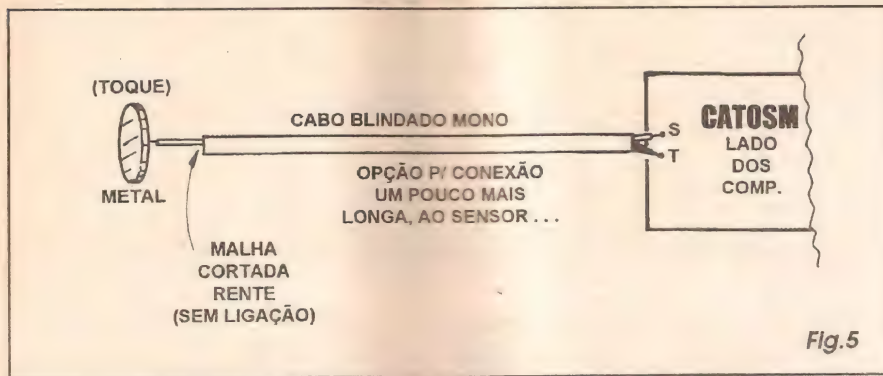 (TOQUE)
METAL
MALHA
CORTADA
RENTE
(SEM LIGAÇÃO)
CABO BLINDADO MONO
OPÇÃO P/ CONEXÃO
UM POUCO MAIS
LONGA, AO SENSOR . . .
S
T
CATOSM
LADO
DOS
COMP.
Fig.5